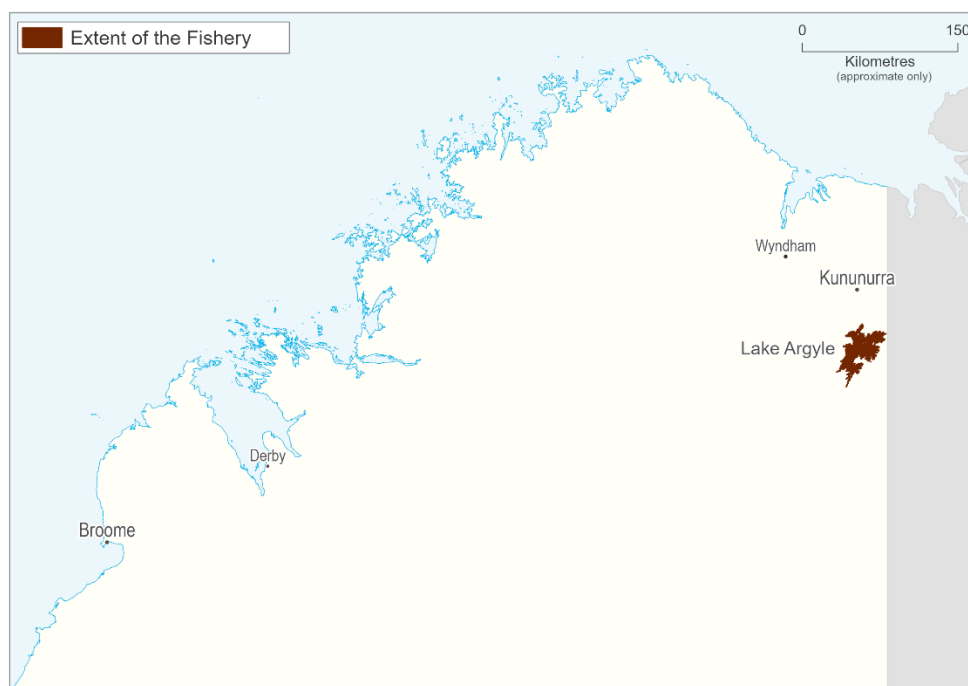 Extent of the Fishery
0 150
Kilometres
(approximate only)
Wyndham
Kununurra
Lake Argyle
Derby
Broome